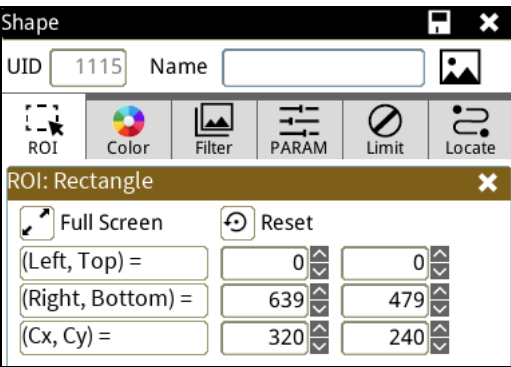 Shape
UID 1115 Name
ROI Color Filter PARAM Limit Locate
ROI: Rectangle
Full Screen Reset
(Left, Top) = 0 0
(Right, Bottom) = 639 479
(Cx, Cy) = 320 240